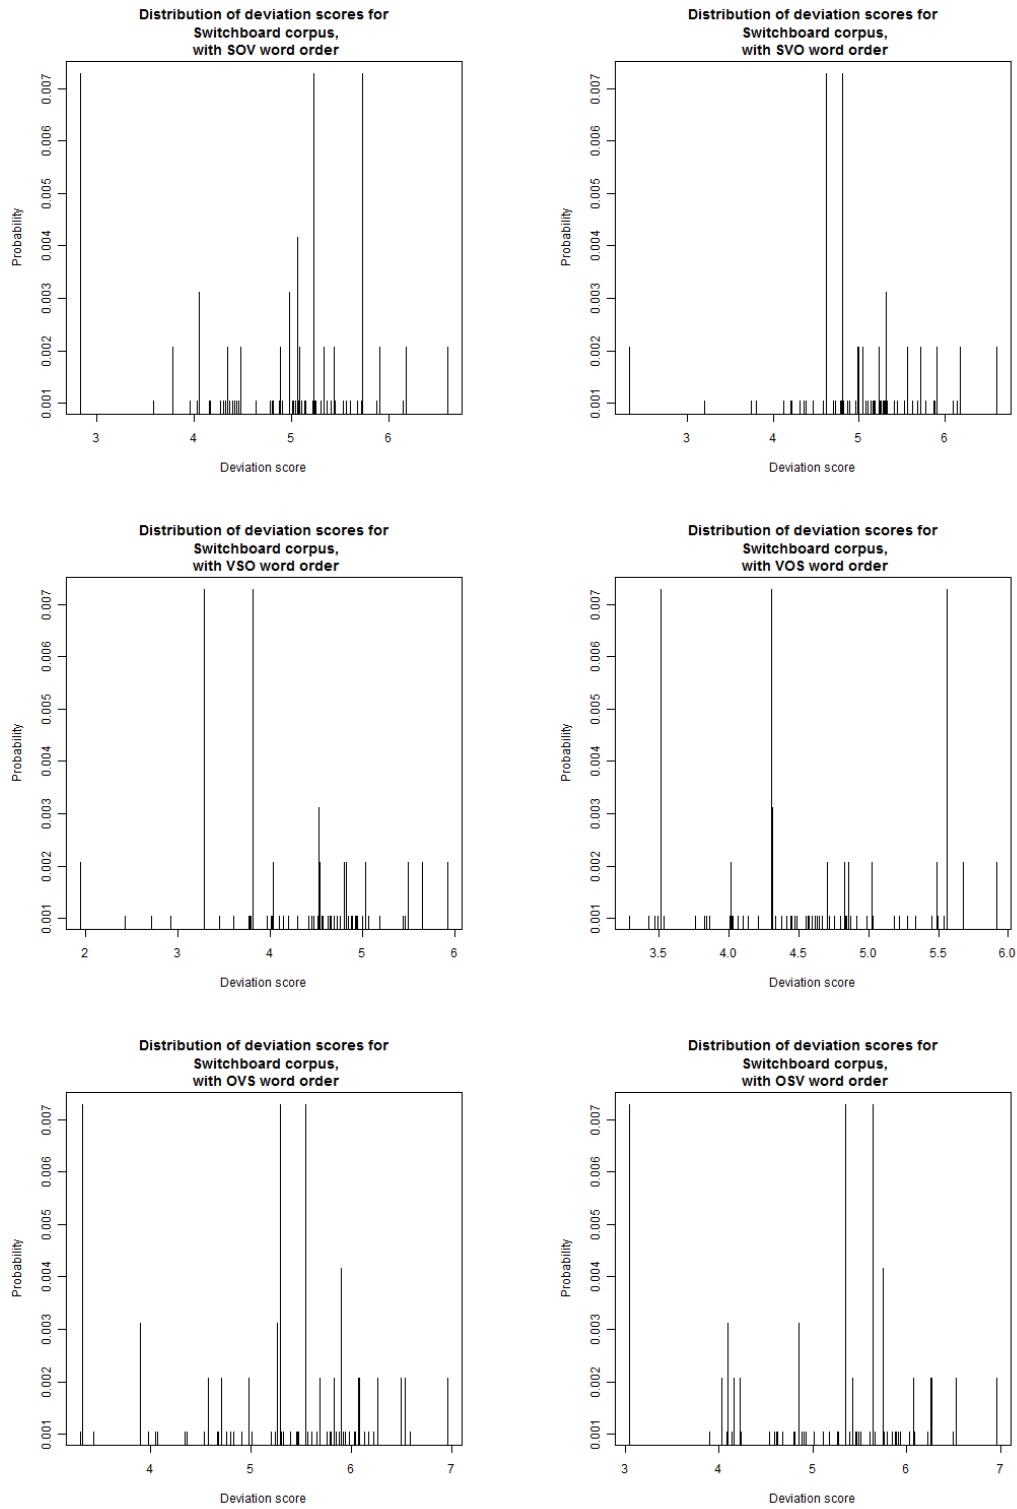 Distribution of deviation scores for
Switchboard corpus,
with SOV word order
Probability
0.007
0.006
0.005
0.004
0.003
0.002
0.001
3 4 5 6
Deviation score
Distribution of deviation scores for
Switchboard corpus,
with SVO word order
Probability
0.007
0.006
0.005
0.004
0.003
0.002
0.001
3 4 5 6
Deviation score
Distribution of deviation scores for
Switchboard corpus,
with VSO word order
Probability
0.007
0.006
0.005
0.004
0.003
0.002
0.001
2 3 4 5 6
Deviation score
Distribution of deviation scores for
Switchboard corpus,
with VOS word order
Probability
0.007
0.006
0.005
0.004
0.003
0.002
0.001
3.5 4.0 4.5 5.0 5.5 6.0
Deviation score
Distribution of deviation scores for
Switchboard corpus,
with OVS word order
Probability
0.007
0.006
0.005
0.004
0.003
0.002
0.001
4 5 6 7
Deviation score
Distribution of deviation scores for
Switchboard corpus,
with OSV word order
Probability
0.007
0.006
0.005
0.004
0.003
0.002
0.001
3 4 5 6 7
Deviation score